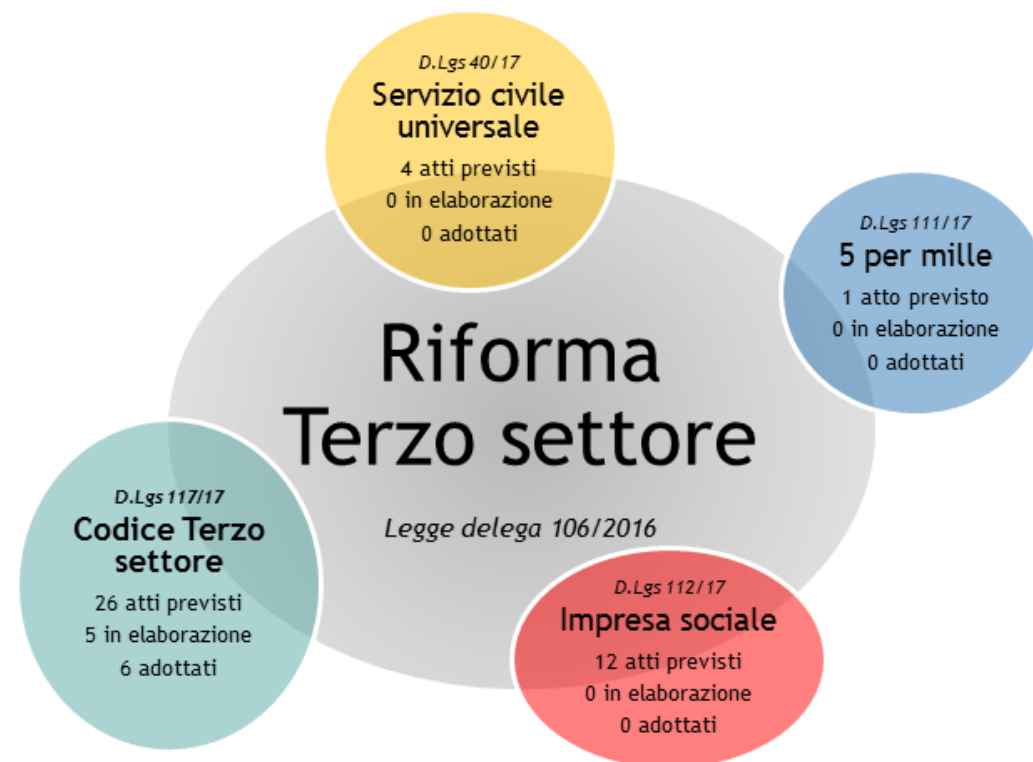 D.Lgs 40/17
Servizio civile
universale
4 atti previsti
0 in elaborazione
0 adottati
D.Lgs 111/17
5 per mille
1 atto previsto
0 in elaborazione
0 adottati
Riforma
Terzo settore
Legge delega 106/2016
D.Lgs 117/17
Codice Terzo
settore
26 atti previsti
5 in elaborazione
6 adottati
D.Lgs 112/17
Impresa sociale
12 atti previsti
0 in elaborazione
0 adottati